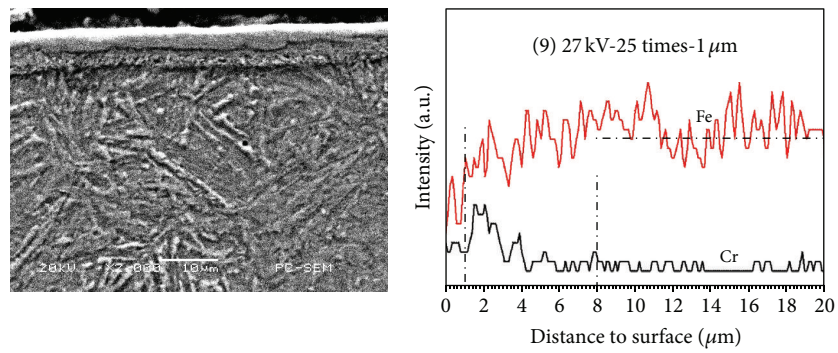 20KV X2,000 10μm PC-SEM
(9) 27 kV-25 times-1 μm
Fe
Cr
Intensity (a.u.)
0 2 4 6 8 10 12 14 16 18 20
Distance to surface (μm)